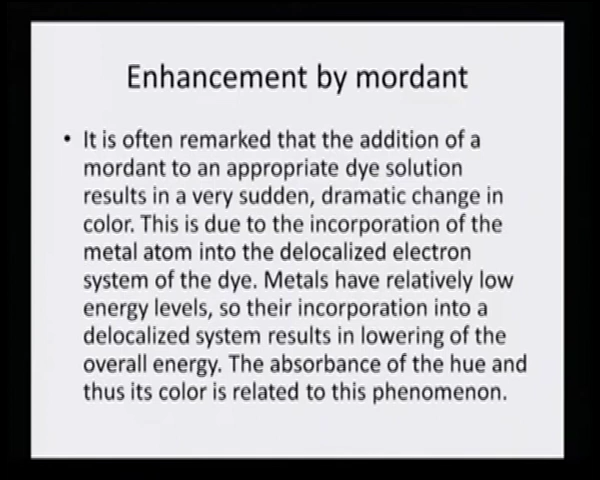 Enhancement by mordant
• It is often remarked that the addition of a
mordant to an appropriate dye solution
results in a very sudden, dramatic change in
color. This is due to the incorporation of the
metal atom into the delocalized electron
system of the dye. Metals have relatively low
energy levels, so their incorporation into a
delocalized system results in lowering of the
overall energy. The absorbance of the hue and
thus its color is related to this phenomenon.